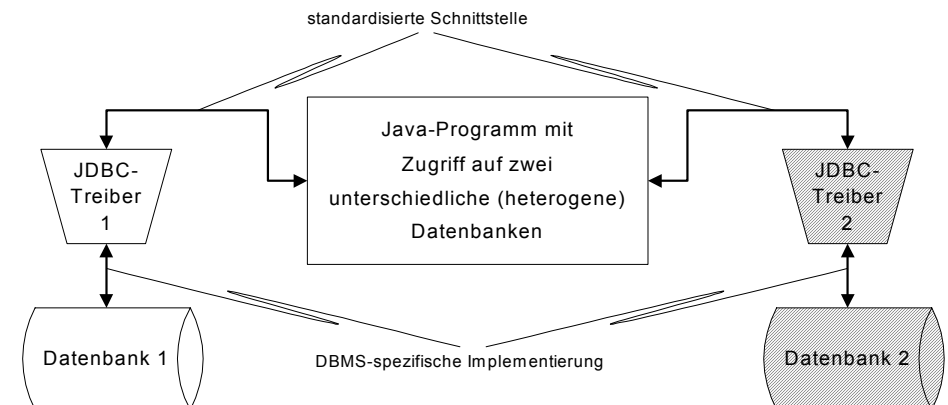 standardisierte Schnittstelle
JDBC-
Treiber
1
Java-Programm mit
Zugriff auf zwei
unterschiedliche (heterogene)
Datenbanken
JDBC-
Treiber
2
Datenbank 1
DBMS-spezifische Implementierung
Datenbank 2